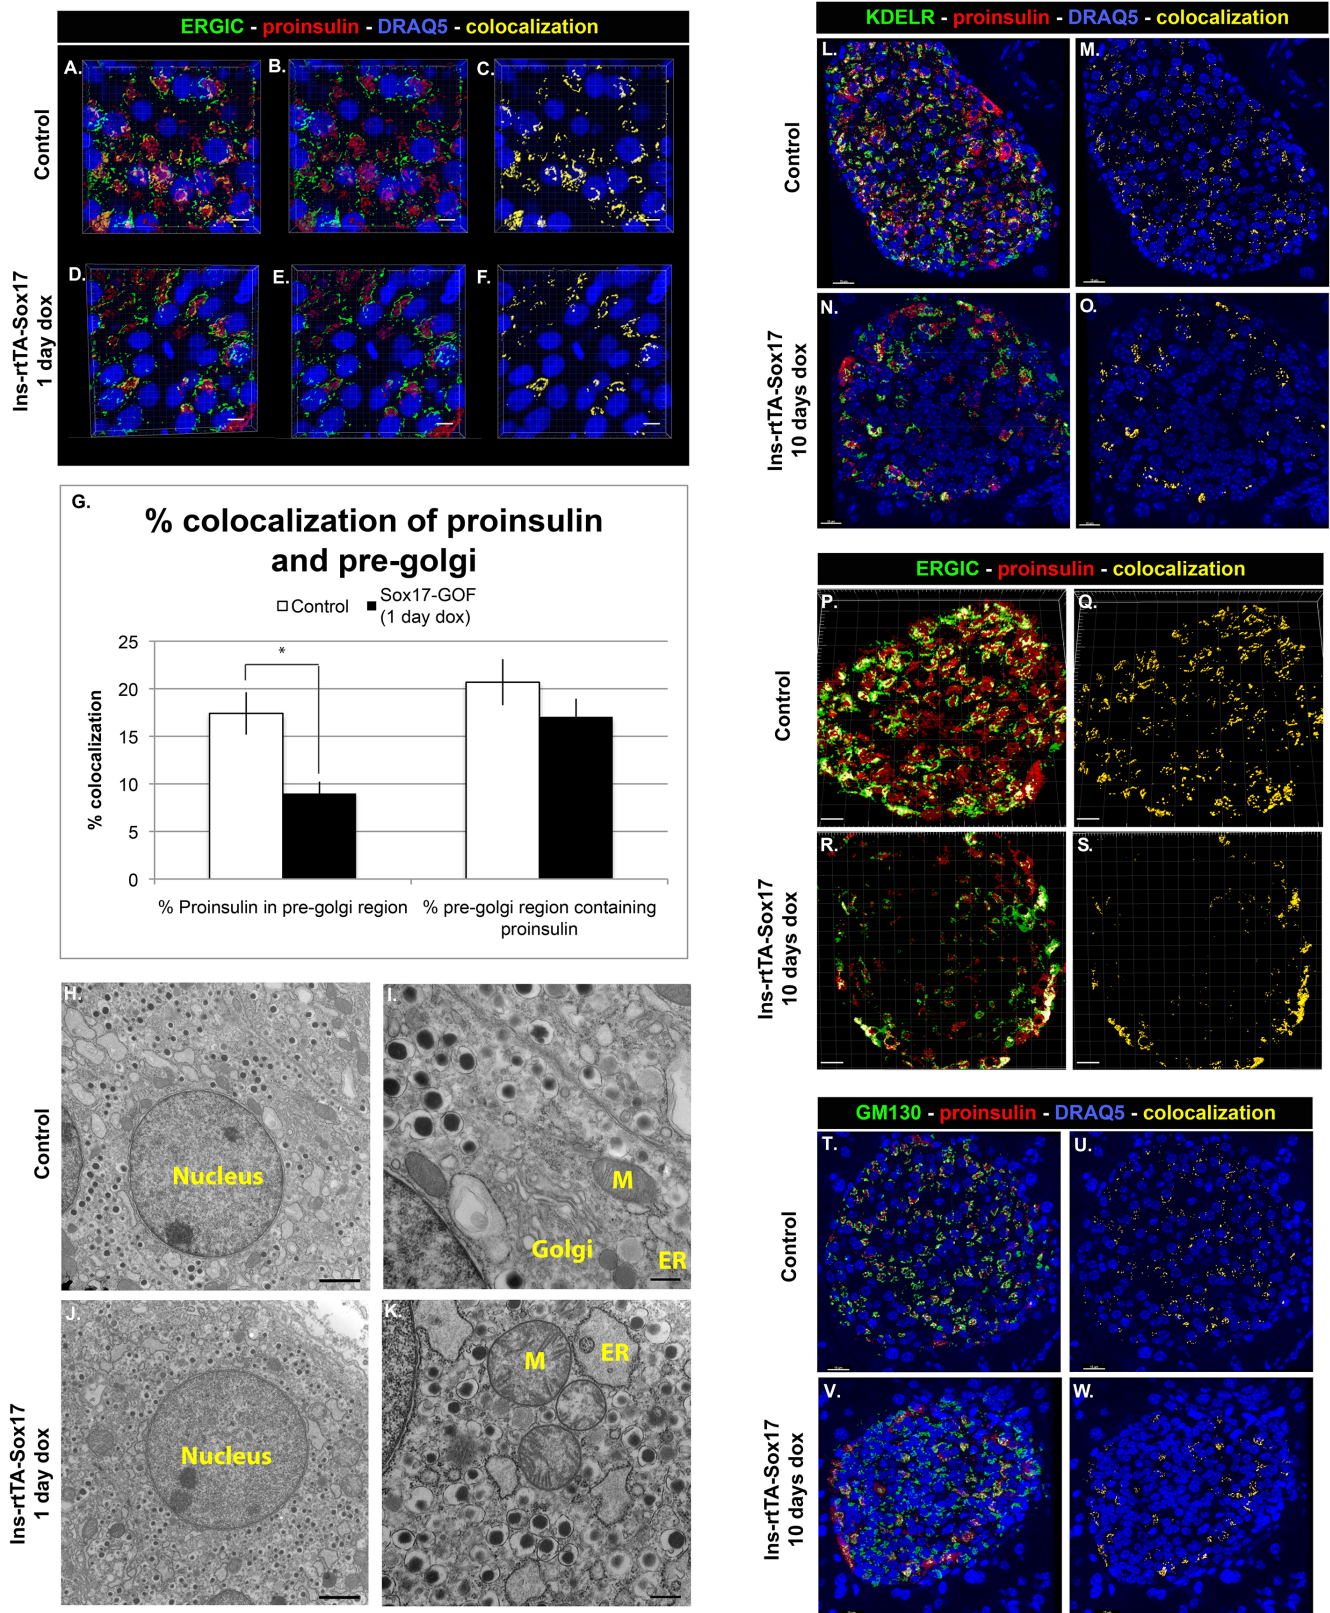 ERGIC - proinsulin - DRAQ5 - colocalization
Control
A.
B.
C.
Ins-rtTA-Sox17
1 day dox
D.
E.
F.
G.
% colocalization of proinsulin
and pre-golgi
Control
Sox17-GOF
(1 day dox)
% colocalization
25
20
15
10
5
0
*
% Proinsulin in pre-golgi region
% pre-golgi region containing
proinsulin
Control
H.
Nucleus
I.
M
Golgi
ER
Ins-rtTA-Sox17
1 day dox
J.
Nucleus
K.
M
ER
KDELR - proinsulin - DRAQ5 - colocalization
Control
L.
M.
Ins-rtTA-Sox17
10 days dox
N.
O.
ERGIC - proinsulin - colocalization
Control
P.
Q.
Ins-rtTA-Sox17
10 days dox
R.
S.
GM130 - proinsulin - DRAQ5 - colocalization
Control
T.
U.
Ins-rtTA-Sox17
10 days dox
V.
W.